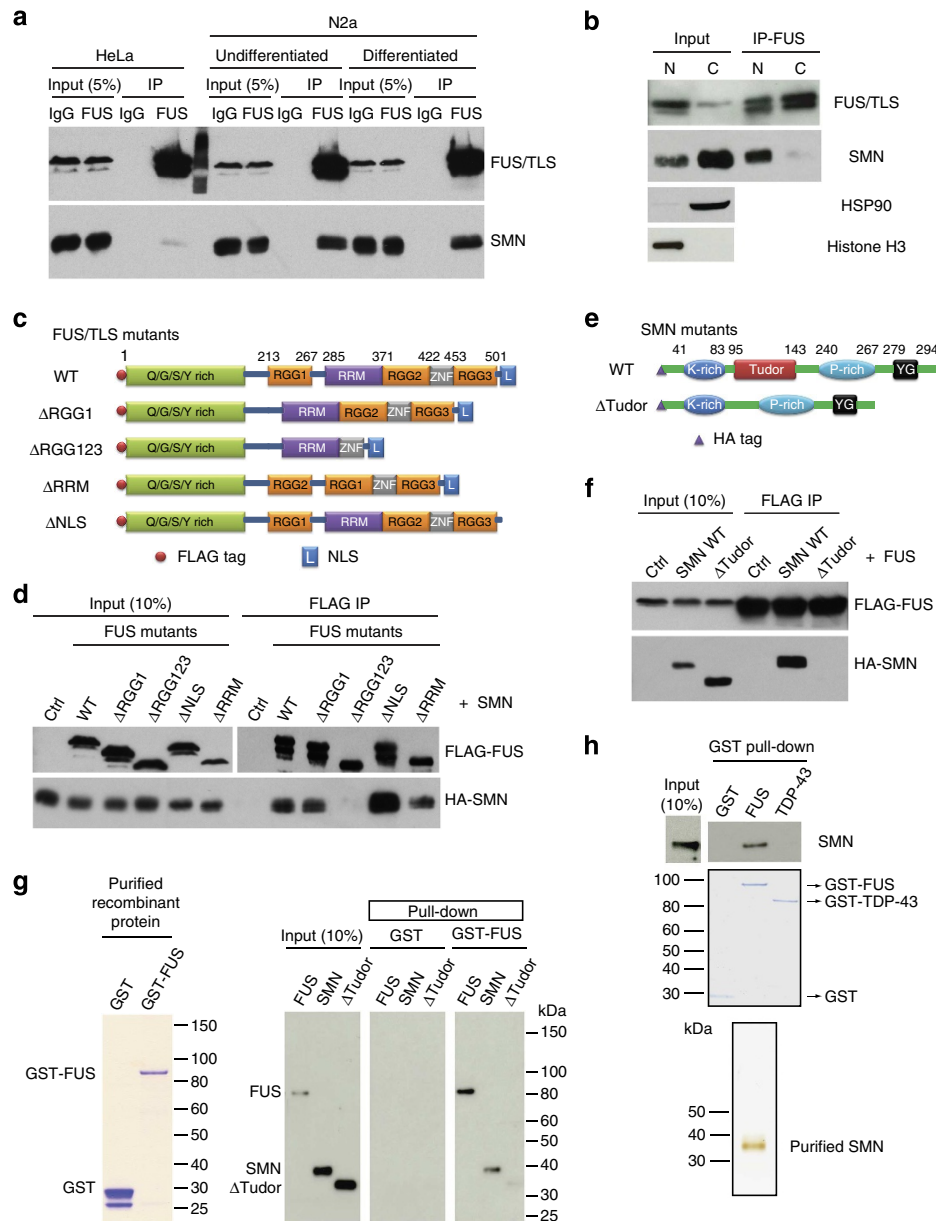 a
N2a
HeLa Undifferentiated Differentiated
Input (5%) IP Input (5%) IP Input (5%) IP
IgG FUS IgG FUS IgG FUS IgG FUS IgG FUS IgG FUS
FUS/TLS
SMN
b
Input IP-FUS
N C N C
FUS/TLS
SMN
HSP90
Histone H3
c
FUS/TLS mutants
1 213 267 285 371 422 453 501
WT Q/G/S/Y rich RGG1 RRM RGG2 ZNF RGG3 L
ΔRGG1 Q/G/S/Y rich RRM RGG2 ZNF RGG3 L
ΔRGG123 Q/G/S/Y rich RRM ZNF L
ΔRRM Q/G/S/Y rich RGG2 RGG1 ZNF RGG3 L
ΔNLS Q/G/S/Y rich RGG1 RRM RGG2 ZNF RGG3
FLAG tag L NLS
d
Input (10%) FLAG IP
FUS mutants FUS mutants
Ctrl WT ΔRGG1 ΔRGG123 ΔNLS ΔRRM Ctrl WT ΔRGG1 ΔRGG123 ΔNLS ΔRRM + SMN
FLAG-FUS
HA-SMN
e
SMN mutants
41 83 95 143 240 267 279 294
WT K-rich Tudor P-rich YG
ΔTudor K-rich P-rich YG
HA tag
f
Input (10%) FLAG IP
Ctrl SMN WT ΔTudor Ctrl SMN WT ΔTudor + FUS
FLAG-FUS
HA-SMN
g
Purified
recombinant
protein
GST GST-FUS
150
100
GST-FUS
80
60
50
40
GST
30
25
Pull-down
Input (10%) GST GST-FUS
FUS SMN ΔTudor FUS SMN ΔTudor FUS SMN ΔTudor
kDa
150
100
FUS
80
60
50
SMN
40
ΔTudor
30
25
h
GST pull-down
Input
(10%)
GST FUS TDP-43
SMN
100
GST-FUS
80
GST-TDP-43
60
50
40
30
GST
kDa
50
40
Purified SMN
30